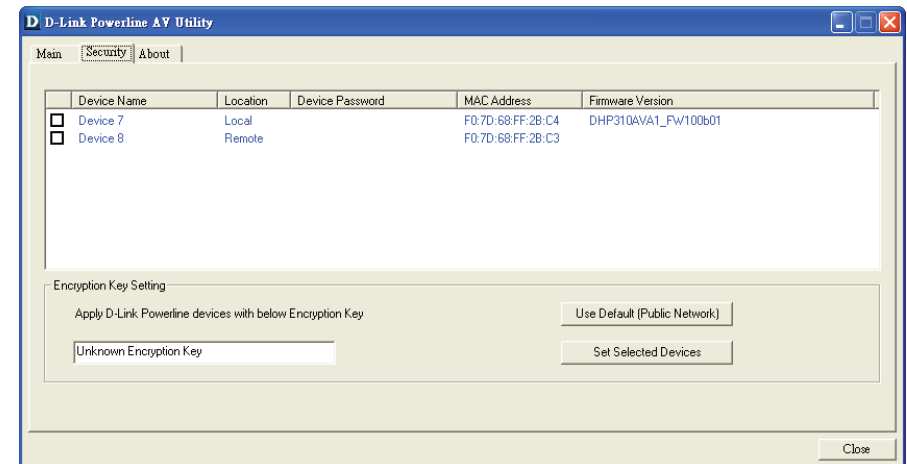 D D-Link Powerline AV Utility
Main Security About
Device Name Location Device Password MAC Address Firmware Version
Device 7 Local F0:7D:68:FF:2B:C4 DHP310AVA1_FW100b01
Device 8 Remote F0:7D:68:FF:2B:C3
Encryption Key Setting
Apply D-Link Powerline devices with below Encryption Key Use Default (Public Network)
Unknown Encryption Key Set Selected Devices
Close